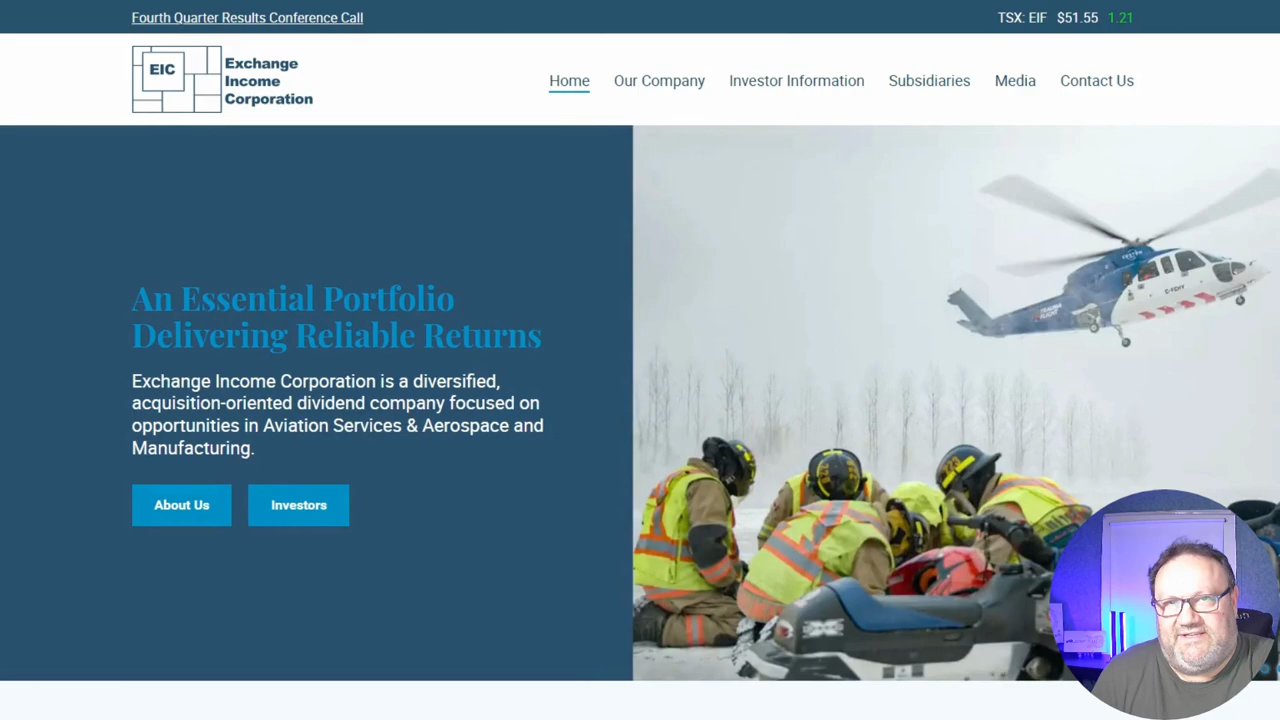 Fourth Quarter Results Conference Call
TSX: EIF $51.55 1.21
EIC
Exchange
Income
Corporation
Home Our Company Investor Information Subsidiaries Media Contact Us
An Essential Portfolio
Delivering Reliable Returns
Exchange Income Corporation is a diversified,
acquisition-oriented dividend company focused on
opportunities in Aviation Services & Aerospace and
Manufacturing.
About Us
Investors